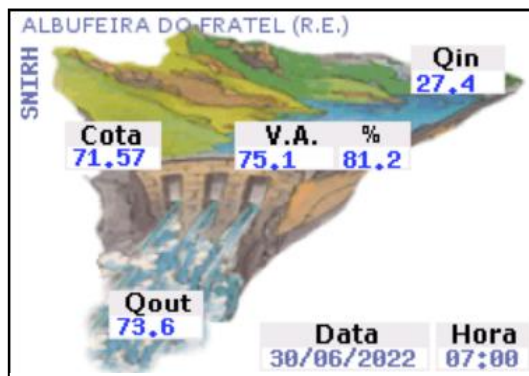 ALBUFEIRA DO FRATEL (R.E.)
SNIRH
Qin
27.4
Cota V.A. %
71.57 75.1 81.2
Qout
73.6
Data Hora
30/06/2022 07:00